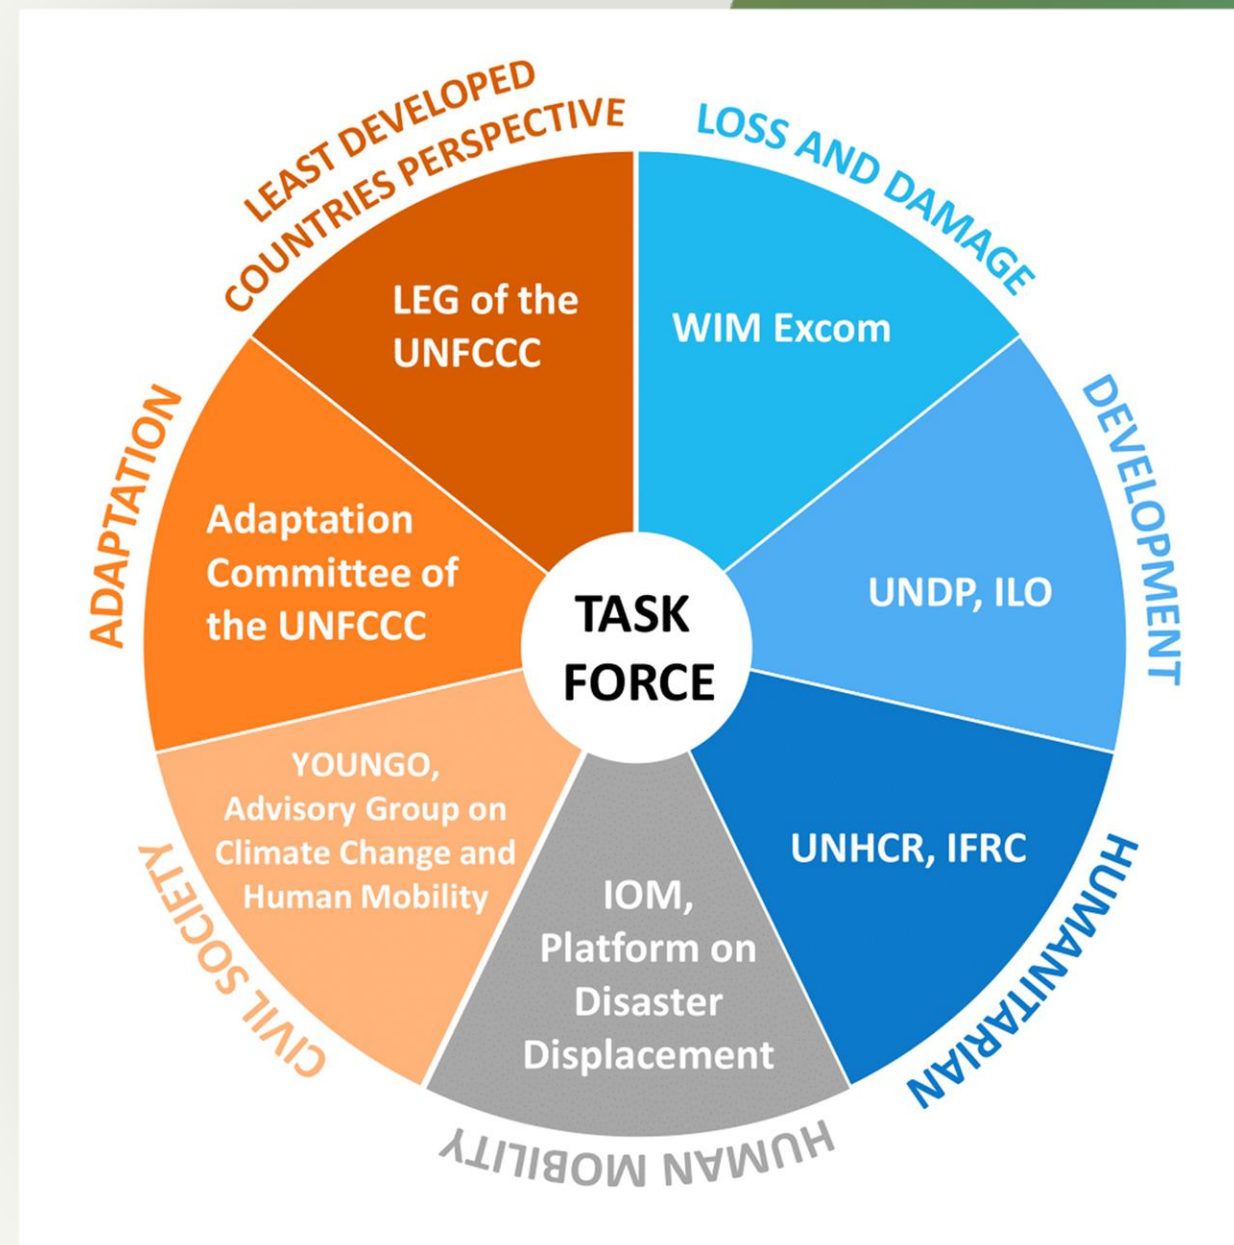 LEAST DEVELOPED
COUNTRIES PERSPECTIVE
LEG of the
UNFCCC
LOSS AND DAMAGE
WIM Excom
DEVELOPMENT
UNDP, ILO
HUMANITARIAN
UNHCR, IFRC
HUMAN MOBILITY
IOM,
Platform on
Disaster
Displacement
CIVIL SOCIETY
YOUNGO,
Advisory Group on
Climate Change and
Human Mobility
ADAPTATION
Adaptation
Committee of
the UNFCCC
TASK
FORCE